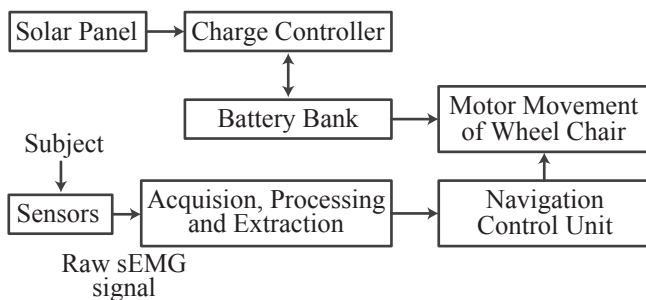 Solar Panel
Charge Controller
Battery Bank
Motor Movement
of Wheel Chair
Subject
Sensors
Acquision, Processing
and Extraction
Navigation
Control Unit
Raw sEMG
signal